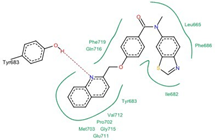 O
Leu665
Phe719
Gln716
N
Phe686
H
O
Tyr683
N
O
S
N
Ile682
Tyr683
Val712
Pro702
Met703 Gly715
Glu711